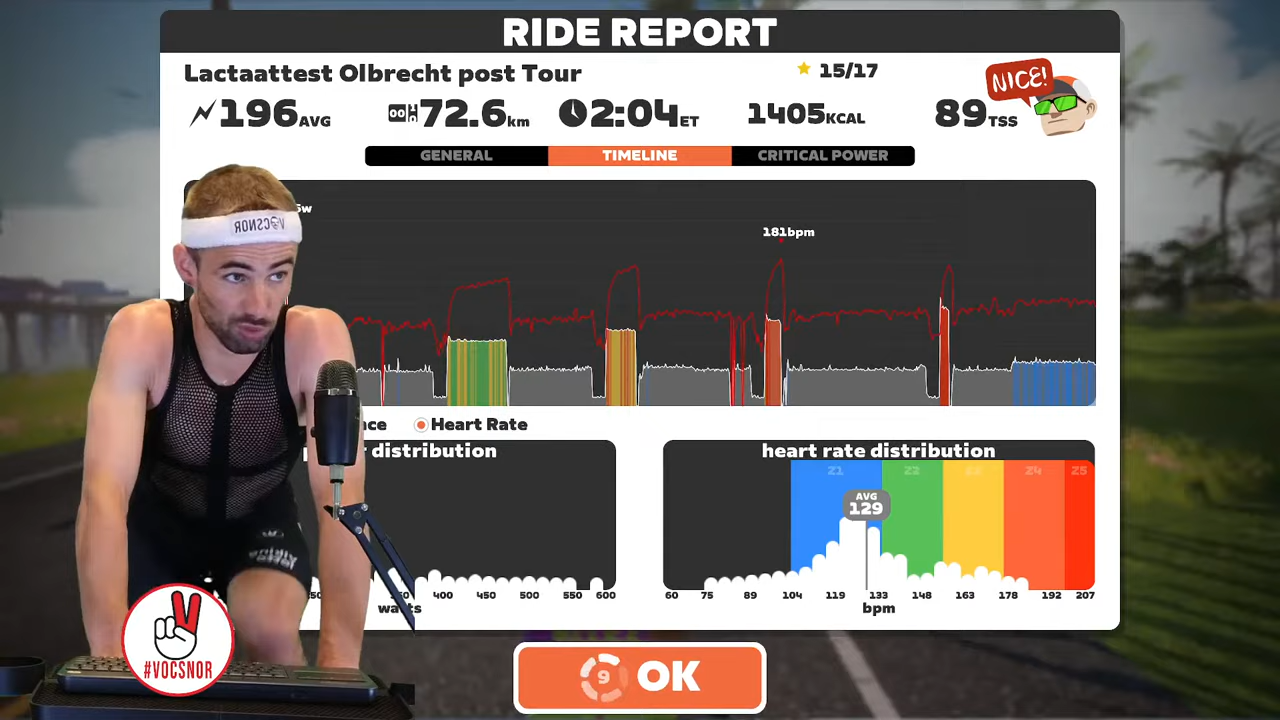 RIDE REPORT
Lactaattest Olbrecht post Tour
15/17
196AVG
72.6km
2:04ET
1405KCAL
89TSS
NICE!
GENERAL
TIMELINE
CRITICAL POWER
181bpm
Heart Rate
distribution
400 450 500 550 600
heart rate distribution
Z1 Z2 Z4 Z5
AVG
129
60 75 89 104 119 133 148 163 178 192 207
bpm
VOCSNOR
#VOCSNOR
9 OK